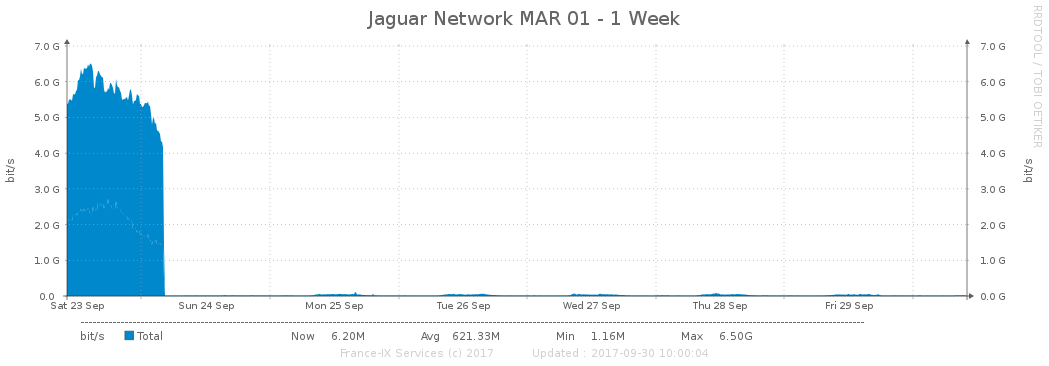 Jaguar Network MAR 01 - 1 Week
RRDTOOL / TOBI OETIKER
bit/s
7.0 G
6.0 G
5.0 G
4.0 G
3.0 G
2.0 G
1.0 G
0.0
7.0 G
6.0 G
5.0 G
4.0 G
3.0 G
2.0 G
1.0 G
0.0 G
bit/s
Sat 23 Sep Sun 24 Sep Mon 25 Sep Tue 26 Sep Wed 27 Sep Thu 28 Sep Fri 29 Sep
bit/s Total Now 6.20M Avg 621.33M Min 1.16M Max 6.50G
France-IX Services (c) 2017 Updated : 2017-09-30 10:00:04